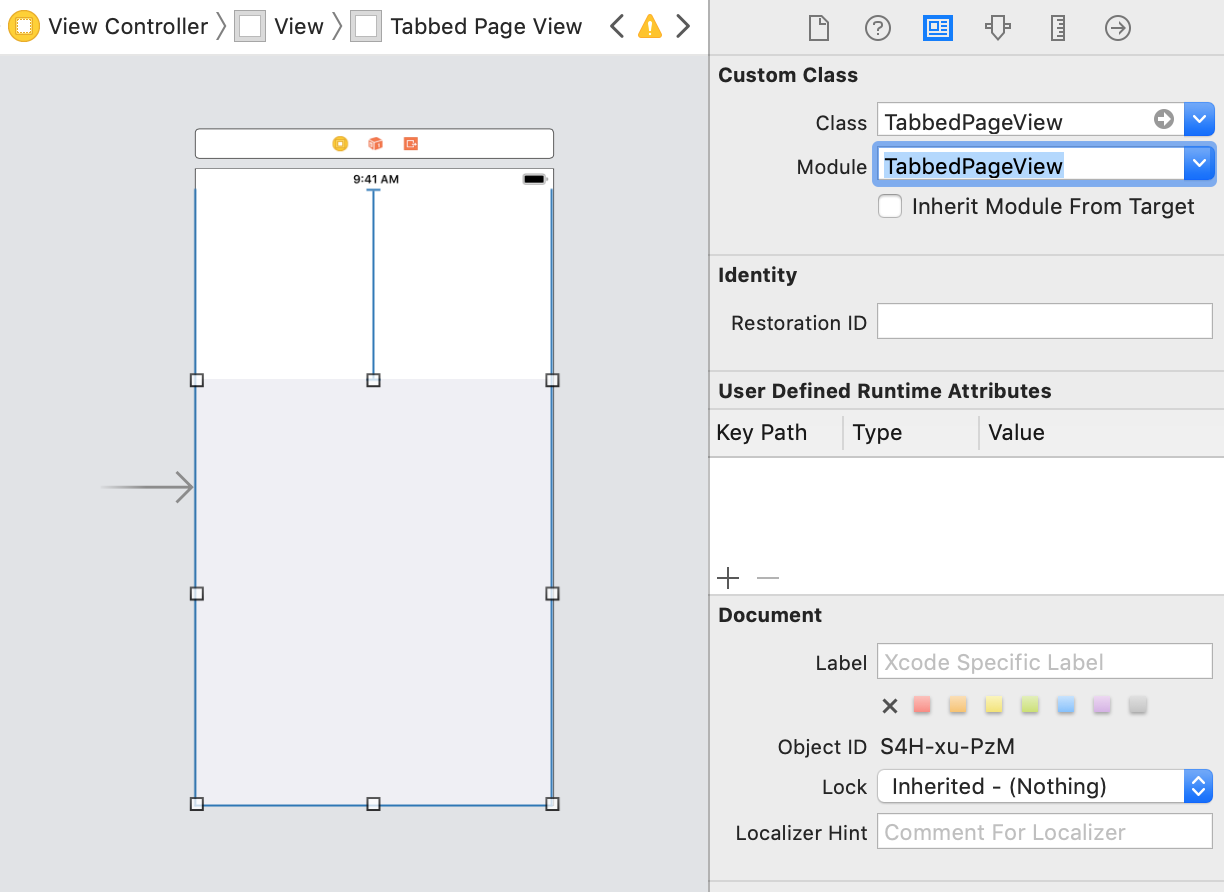 View Controller View Tabbed Page View
9:41 AM
Custom Class
Class TabbedPageView
Module TabbedPageView
Inherit Module From Target
Identity
Restoration ID
User Defined Runtime Attributes
Key Path Type Value
Document
Label Xcode Specific Label
Object ID S4H-xu-PzM
Lock Inherited - (Nothing)
Localizer Hint Comment For Localizer